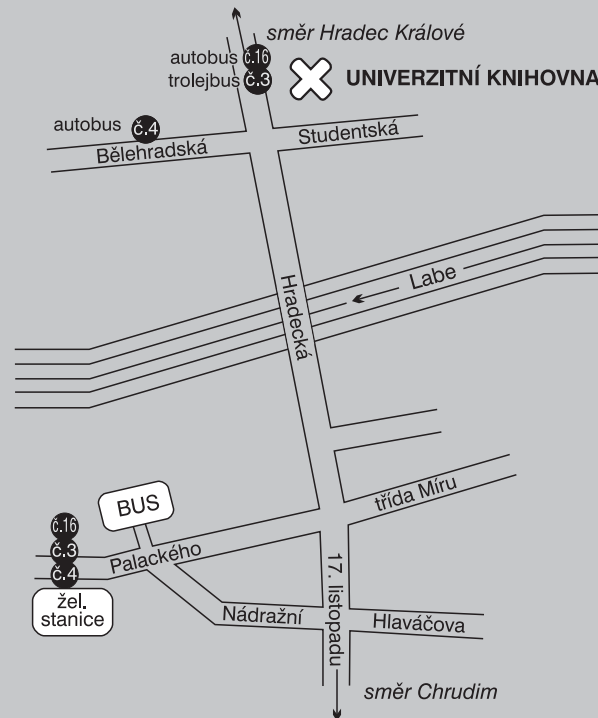 směr Hradec Králové
autobus č.16
trolejbus č.3
UNIVERZITNÍ KNIHOVNA
autobus č.4
Bělehradská
Studentská
Hradecká
Labe
třída Míru
BUS
č.16
č.3
č.4
Palackého
žel.
stanice
17. listopadu
Nádražní
Hlaváčova
směr Chrudim